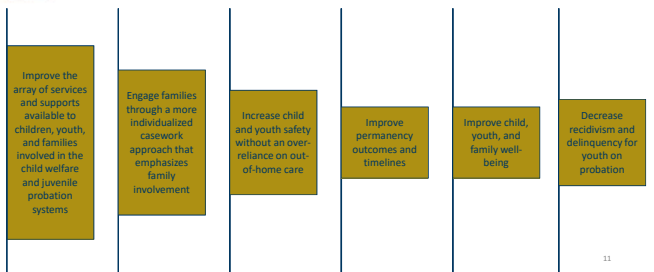 Improve the
array of services
and supports
available to
children, youth,
and families
involved in the
child welfare
and juvenile
probation
systems
Engage families
through a more
individualized
casework
approach that
emphasizes
family
involvement
Increase child
and youth safety
without an over-
reliance on out-
of-home care
Improve
permanency
outcomes and
timelines
Improve child,
youth, and
family well-
being
Decrease
recidivism and
delinquency for
youth on
probation
11